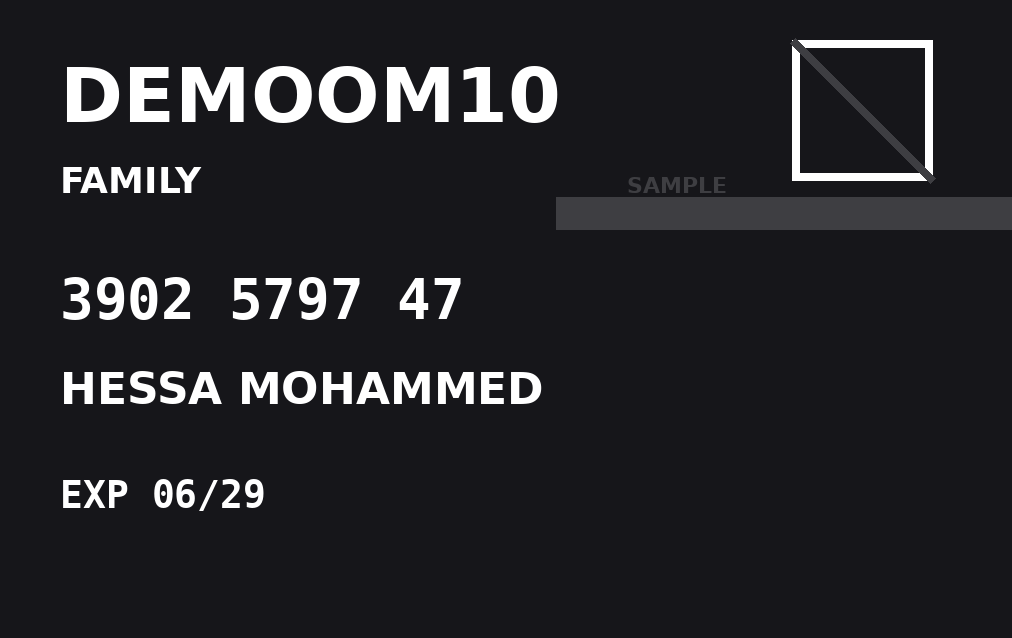 DEMOOM10
FAMILY
SAMPLE
3902 5797 47
HESSA MOHAMMED
EXP 06/29